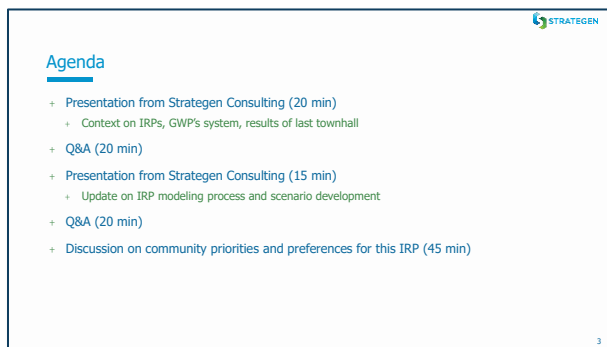 STRATEGEN
Agenda
+ Presentation from Strategen Consulting (20 min)
+ Context on IRPs, GWP's system, results of last townhall
+ Q&A (20 min)
+ Presentation from Strategen Consulting (15 min)
+ Update on IRP modeling process and scenario development
+ Q&A (20 min)
+ Discussion on community priorities and preferences for this IRP (45 min)
3